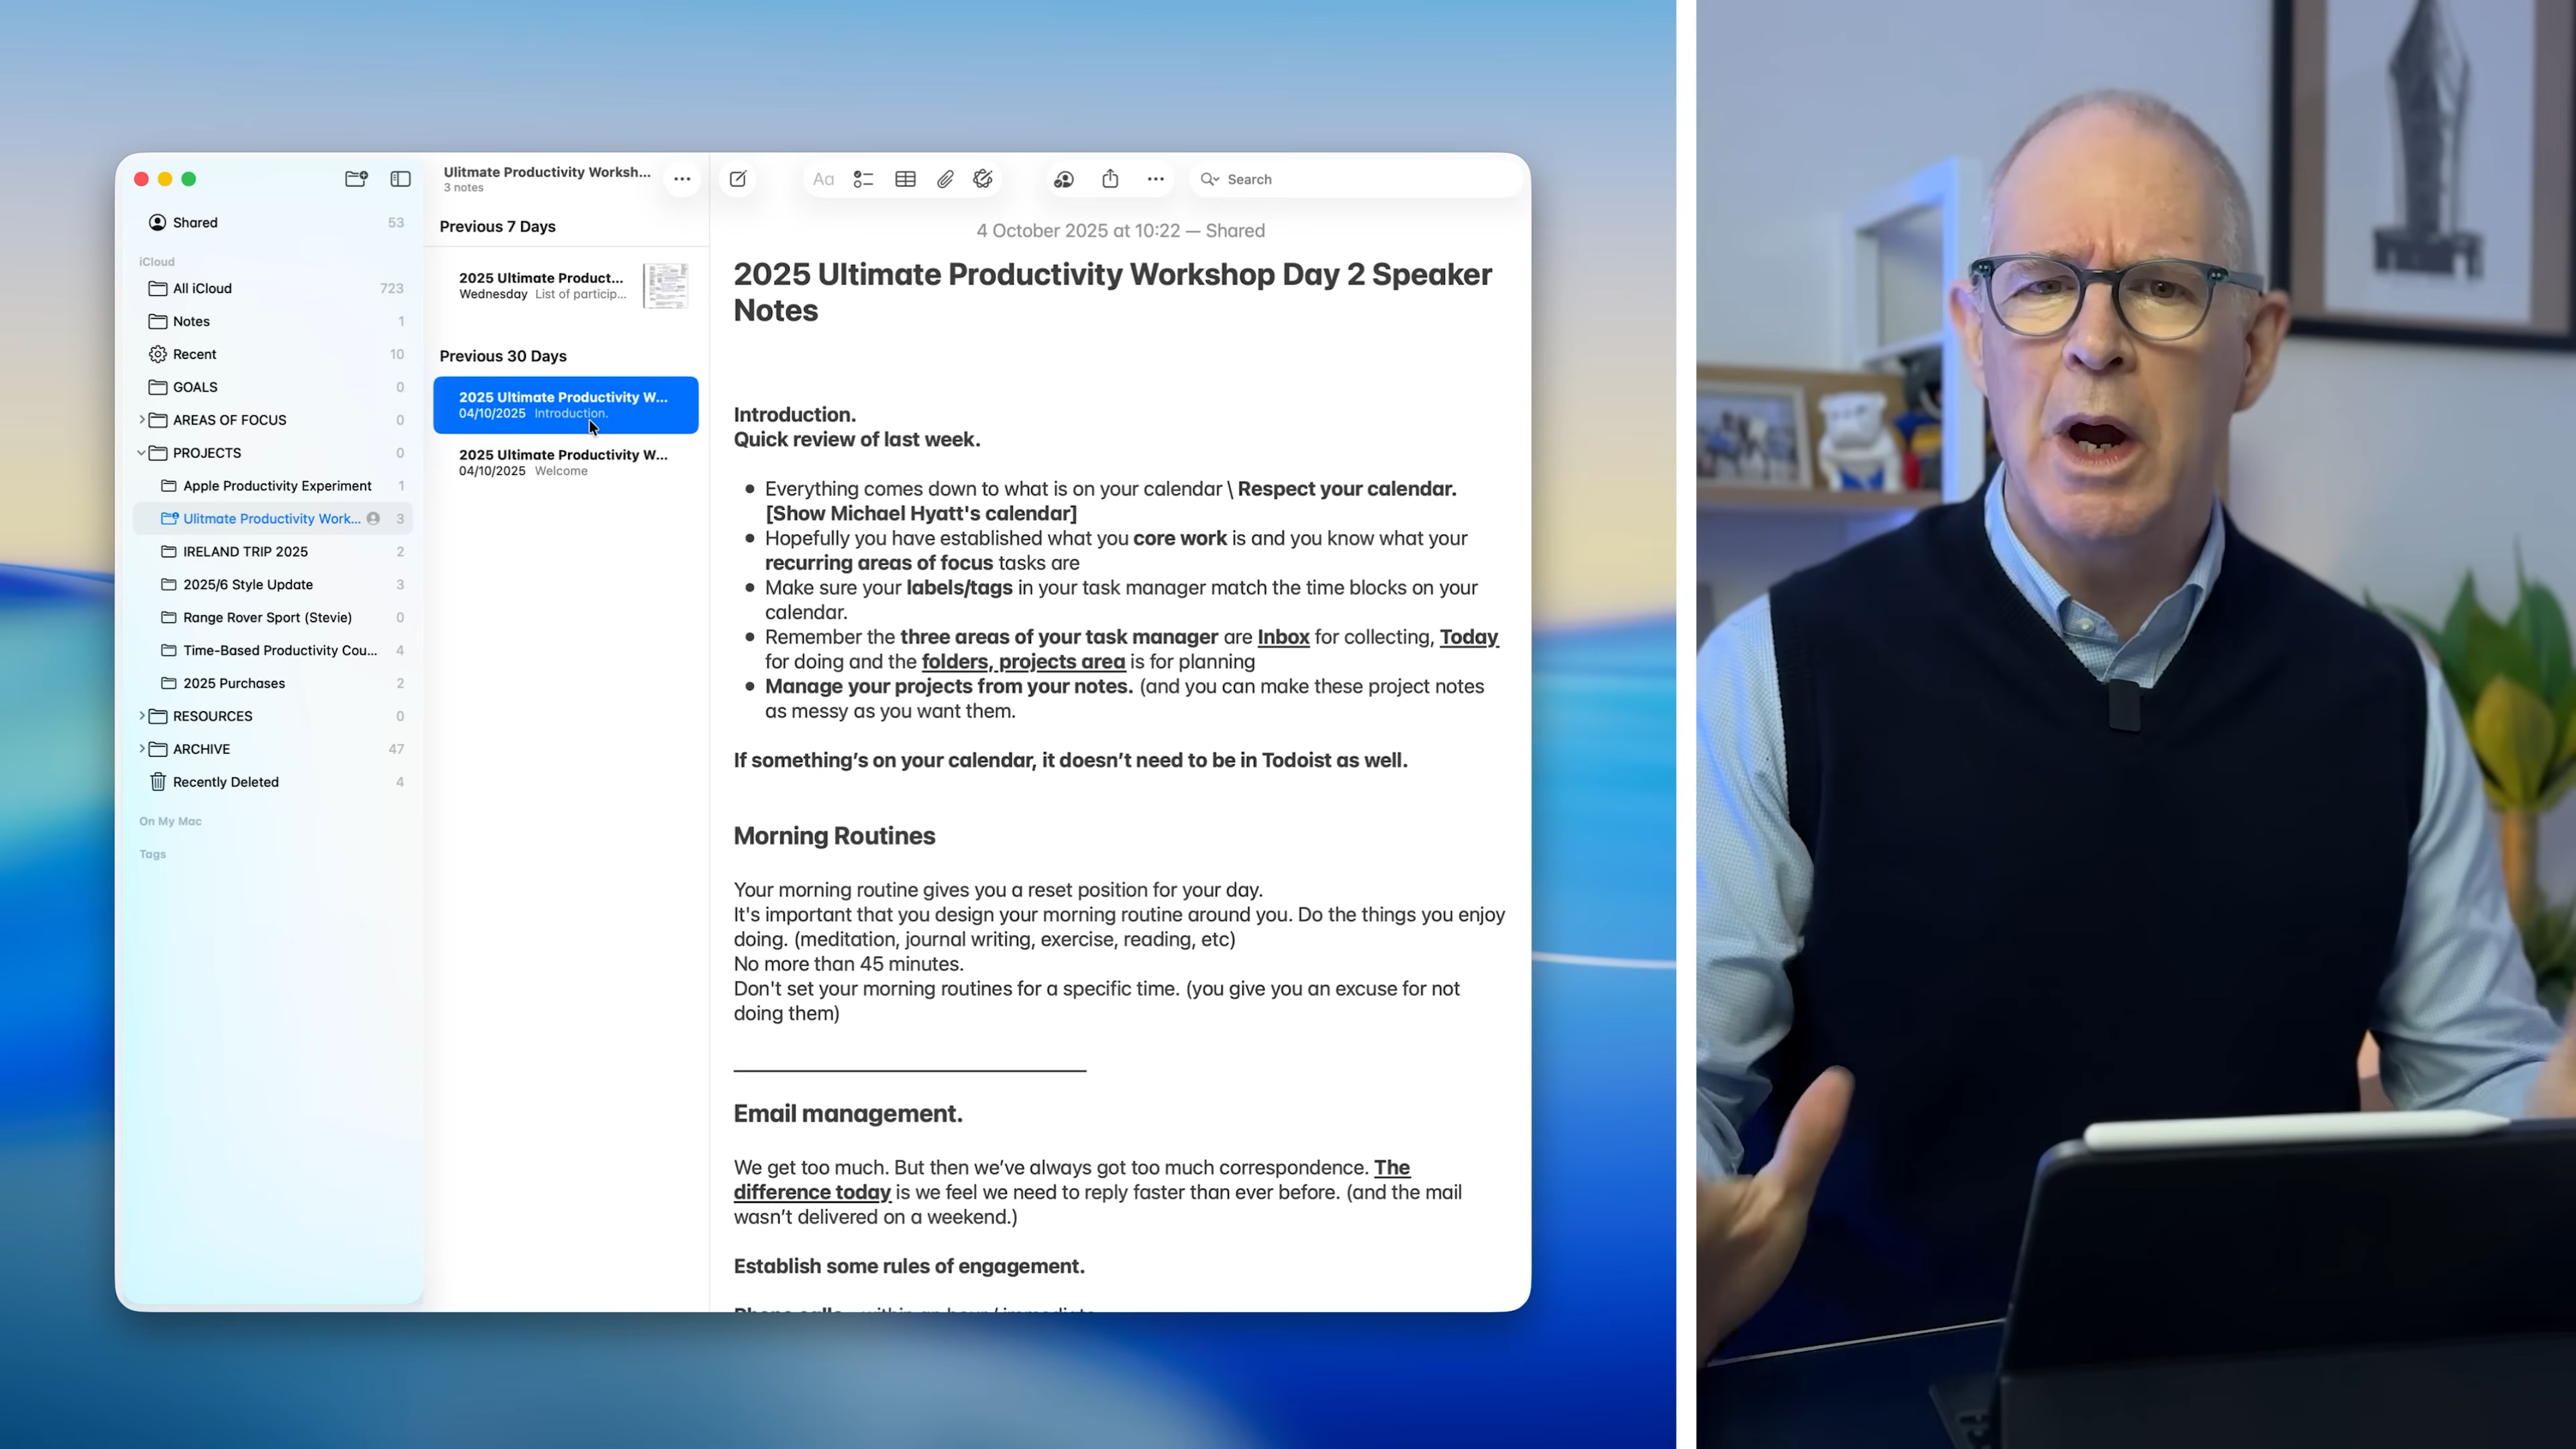 Shared 53
iCloud
All iCloud 723
Notes 1
Recent 10
GOALS 0
AREAS OF FOCUS 0
PROJECTS 0
Apple Productivity Experiment 1
Ulitmate Productivity Work... 3
IRELAND TRIP 2025 2
2025/6 Style Update 3
Range Rover Sport (Stevie) 0
Time-Based Productivity Cou... 4
2025 Purchases 2
RESOURCES 0
ARCHIVE 47
Recently Deleted 4
On My Mac
Tags
Ulitmate Productivity Worksh...
3 notes
Previous 7 Days
2025 Ultimate Product...
Wednesday List of particip...
Previous 30 Days
2025 Ultimate Productivity W...
04/10/2025 Introduction.
2025 Ultimate Productivity W...
04/10/2025 Welcome
Aa
Search
4 October 2025 at 10:22 — Shared
2025 Ultimate Productivity Workshop Day 2 Speaker
Notes
Introduction.
Quick review of last week.
• Everything comes down to what is on your calendar \ Respect your calendar.
[Show Michael Hyatt's calendar]
• Hopefully you have established what you core work is and you know what your
recurring areas of focus tasks are
• Make sure your labels/tags in your task manager match the time blocks on your
calendar.
• Remember the three areas of your task manager are Inbox for collecting, Today
for doing and the folders, projects area is for planning
• Manage your projects from your notes. (and you can make these project notes
as messy as you want them.
If something’s on your calendar, it doesn’t need to be in Todoist as well.
Morning Routines
Your morning routine gives you a reset position for your day.
It's important that you design your morning routine around you. Do the things you enjoy
doing. (meditation, journal writing, exercise, reading, etc)
No more than 45 minutes.
Don't set your morning routines for a specific time. (you give you an excuse for not
doing them)
Email management.
We get too much. But then we’ve always got too much correspondence. The
difference today is we feel we need to reply faster than ever before. (and the mail
wasn’t delivered on a weekend.)
Establish some rules of engagement.